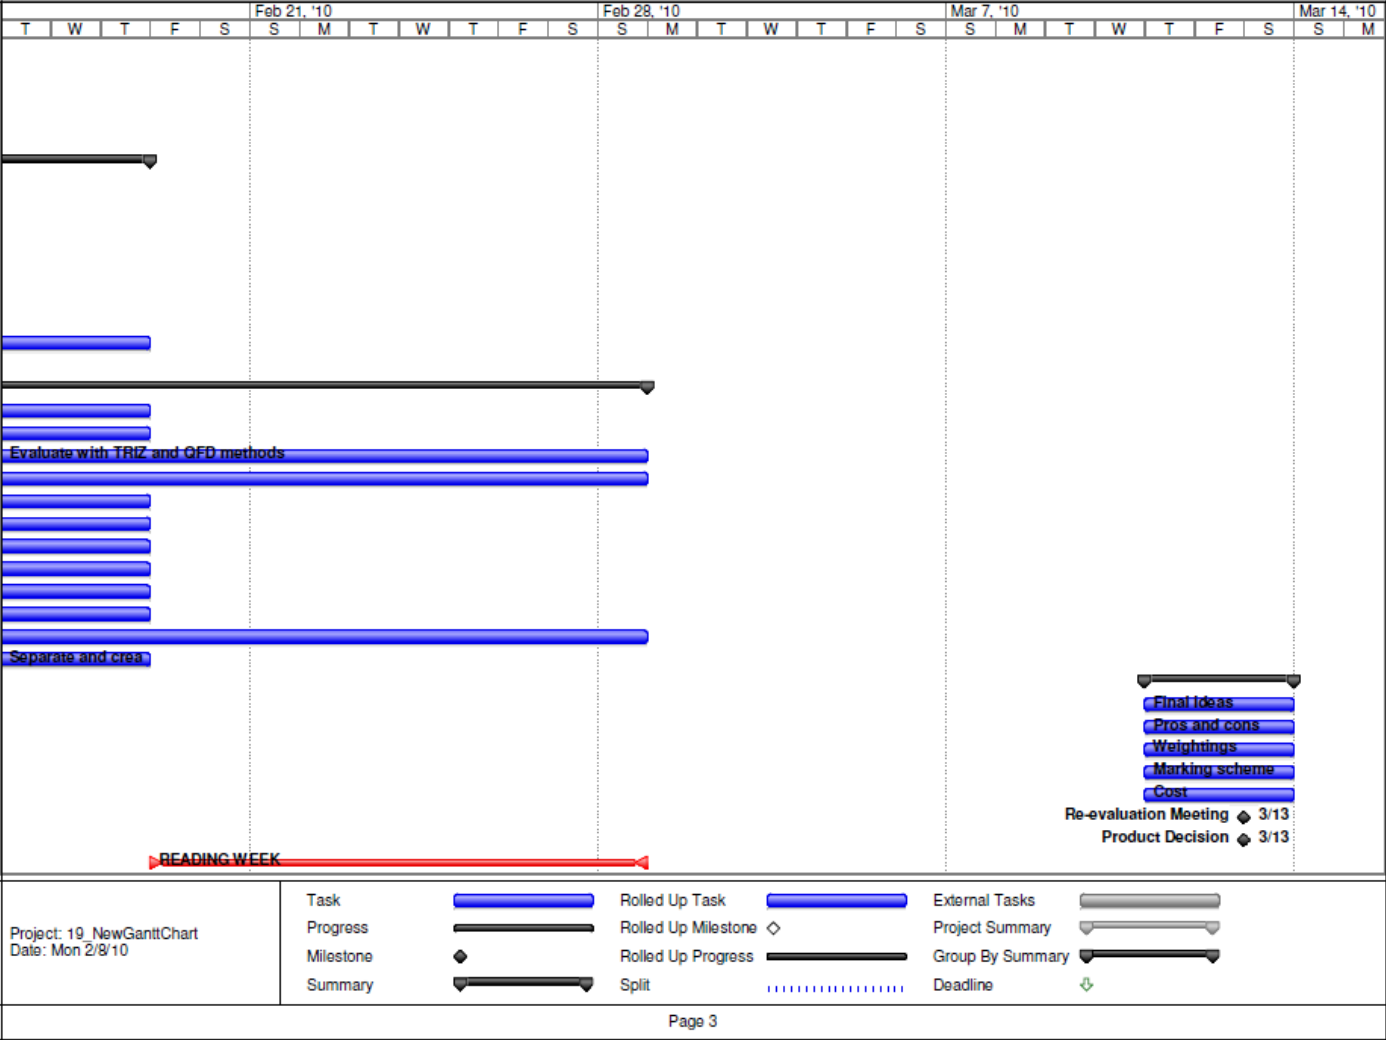 Feb 21, '10 Feb 28, '10 Mar 7, '10 Mar 14, '10
T W T F S S M T W T F S S M T W T F S S M T W T F S S M
Evaluate with TRIZ and QFD methods
Separate and crea
Final ideas
Pros and cons
Weightings
Marking scheme
Cost
Re-evaluation Meeting 3/13
Product Decision 3/13
READING WEEK
Task Rolled Up Task External Tasks
Progress Rolled Up Milestone Project Summary
Milestone Rolled Up Progress Group By Summary
Summary Split Deadline
Project: 19_NewGanttChart
Date: Mon 2/8/10
Page 3